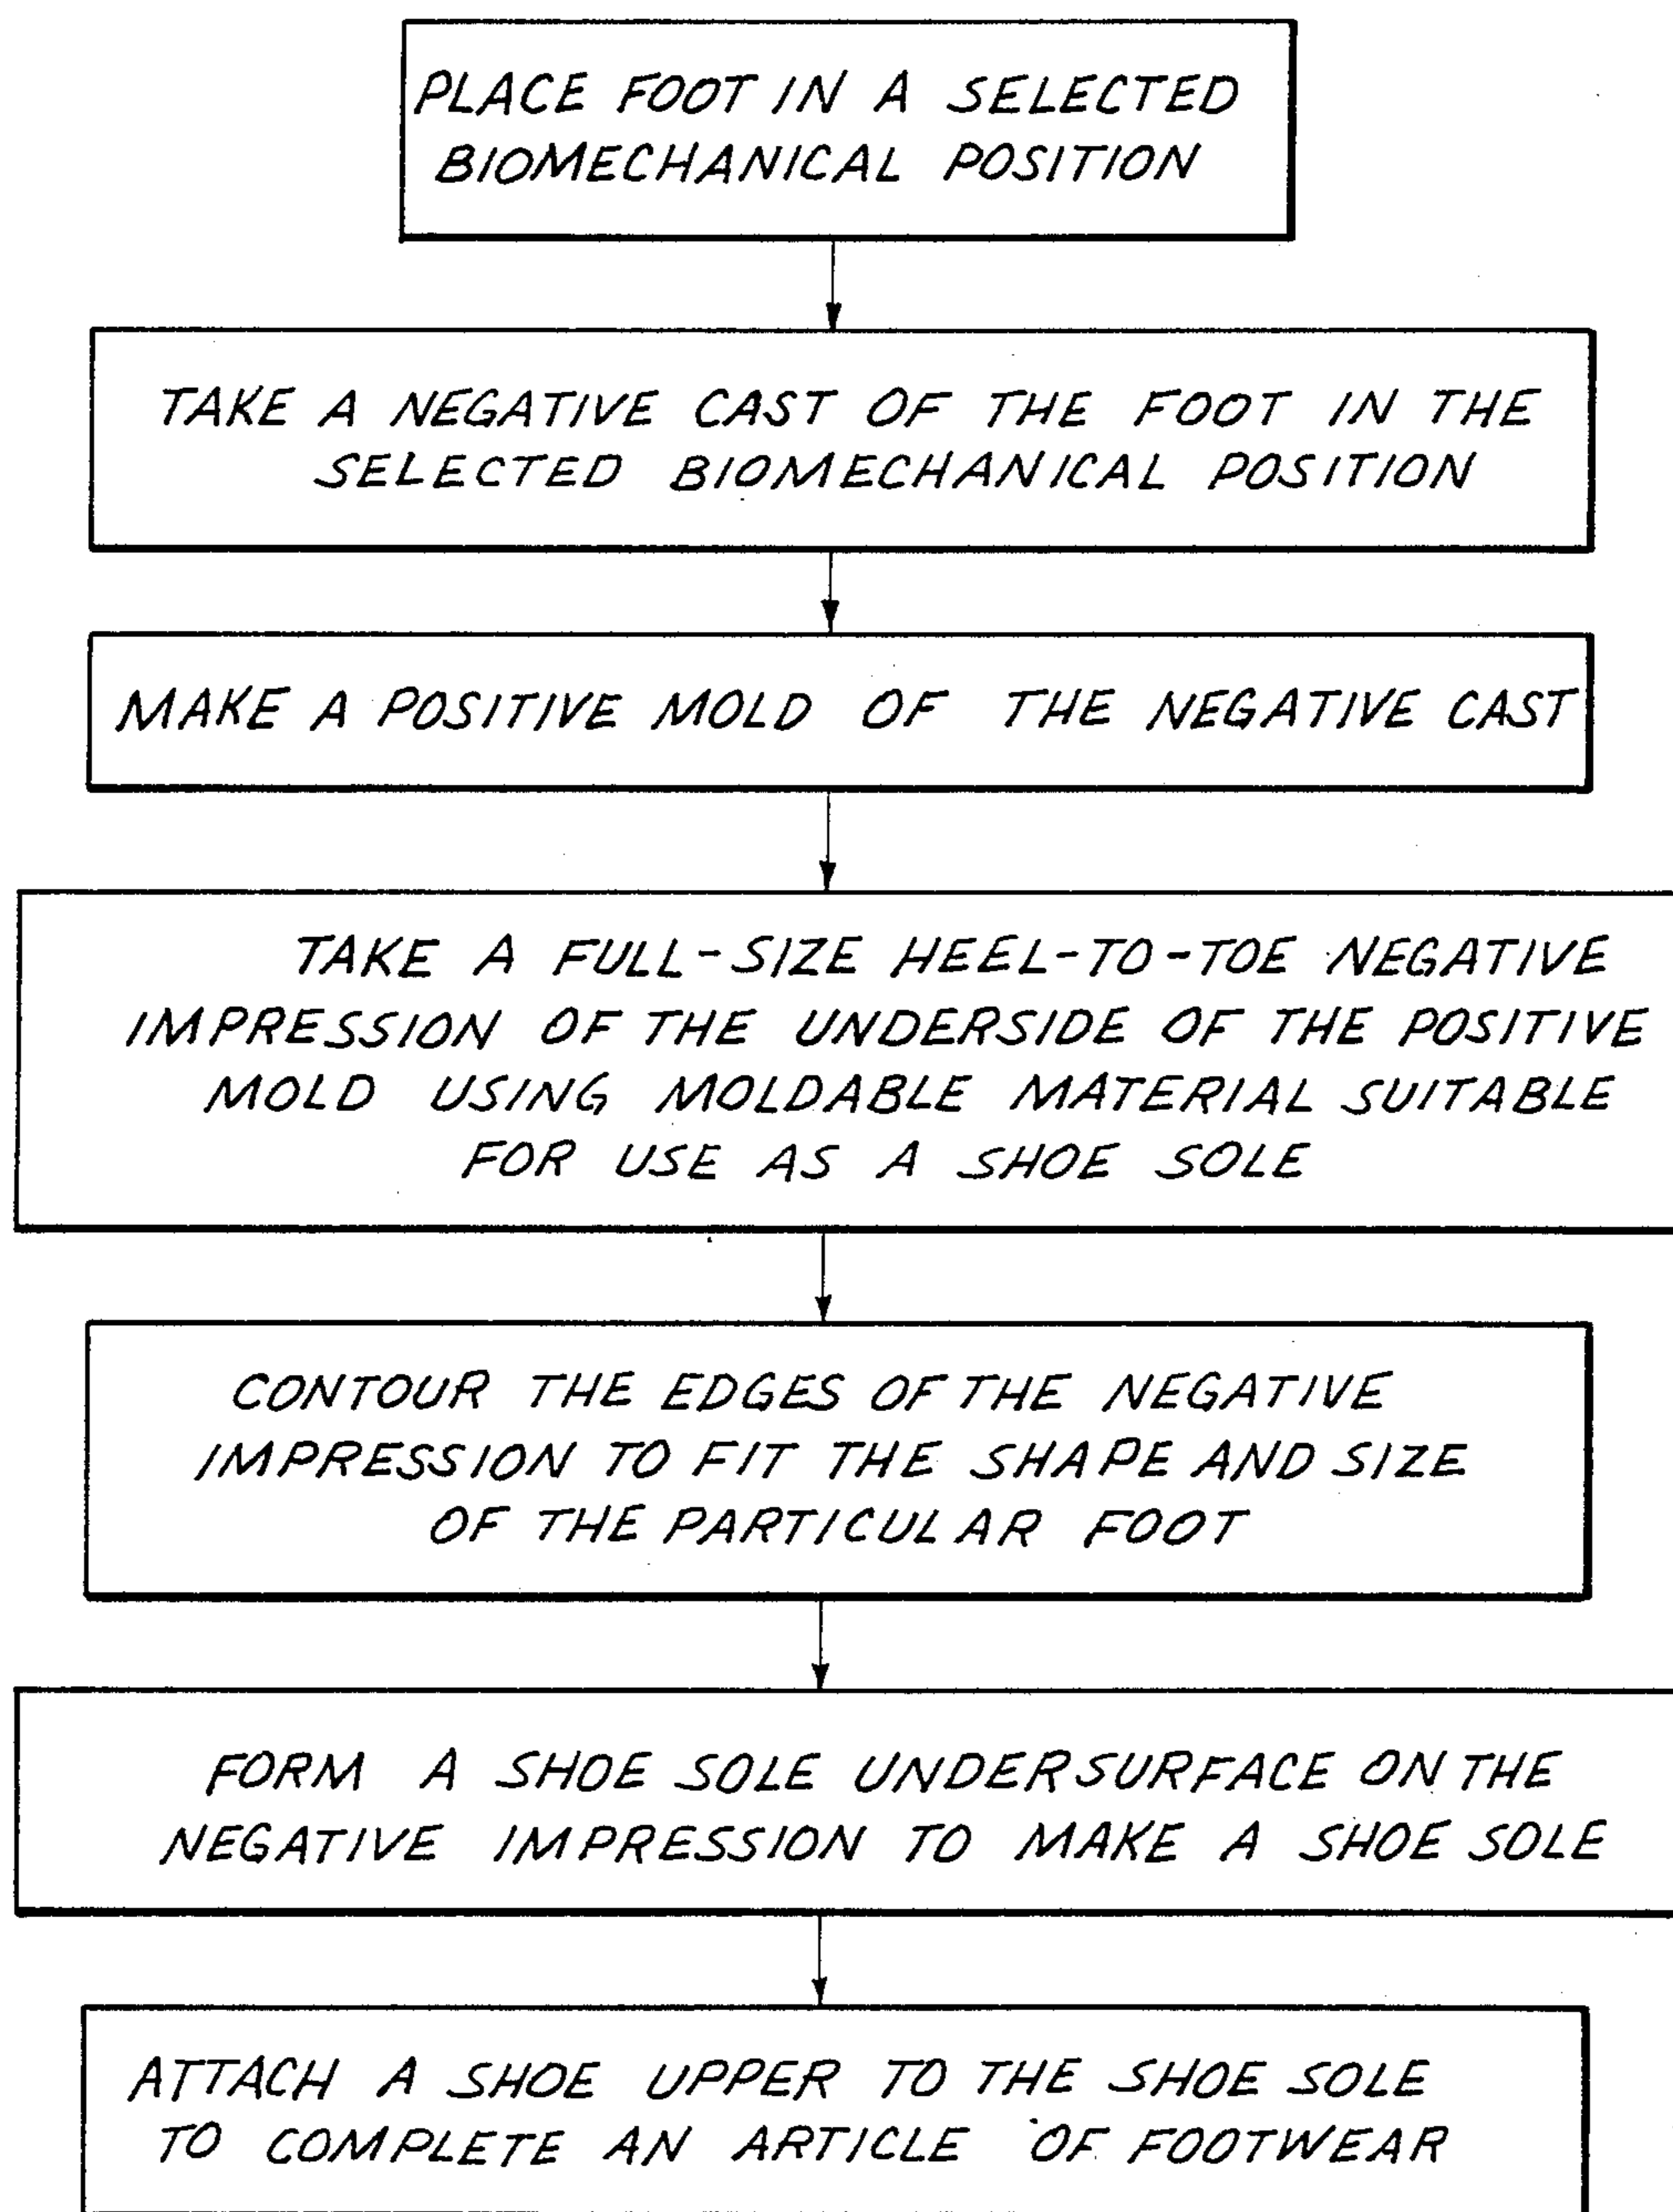 PLACE FOOT IN A SELECTED
BIOMECHANICAL POSITION
TAKE A NEGATIVE CAST OF THE FOOT IN THE
SELECTED BIOMECHANICAL POSITION
MAKE A POSITIVE MOLD OF THE NEGATIVE CAST
TAKE A FULL-SIZE HEEL-TO-TOE NEGATIVE
IMPRESSION OF THE UNDERSIDE OF THE POSITIVE
MOLD USING MOLDABLE MATERIAL SUITABLE
FOR USE AS A SHOE SOLE
CONTOUR THE EDGES OF THE NEGATIVE
IMPRESSION TO FIT THE SHAPE AND SIZE
OF THE PARTICULAR FOOT
FORM A SHOE SOLE UNDERSURFACE ON THE
NEGATIVE IMPRESSION TO MAKE A SHOE SOLE
ATTACH A SHOE UPPER TO THE SHOE SOLE
TO COMPLETE AN ARTICLE OF FOOTWEAR